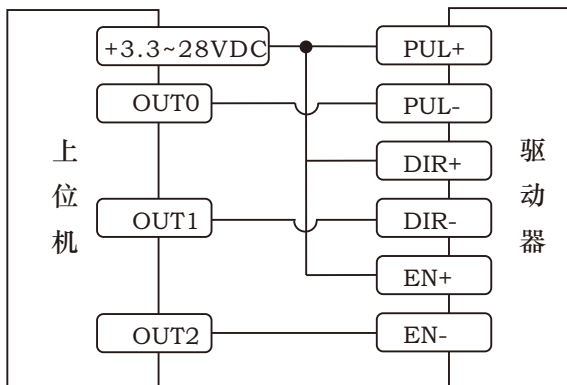 +3.3~28VDC
PUL+
OUT0
PUL-
上位机
DIR+
驱动器
OUT1
DIR-
EN+
OUT2
EN-